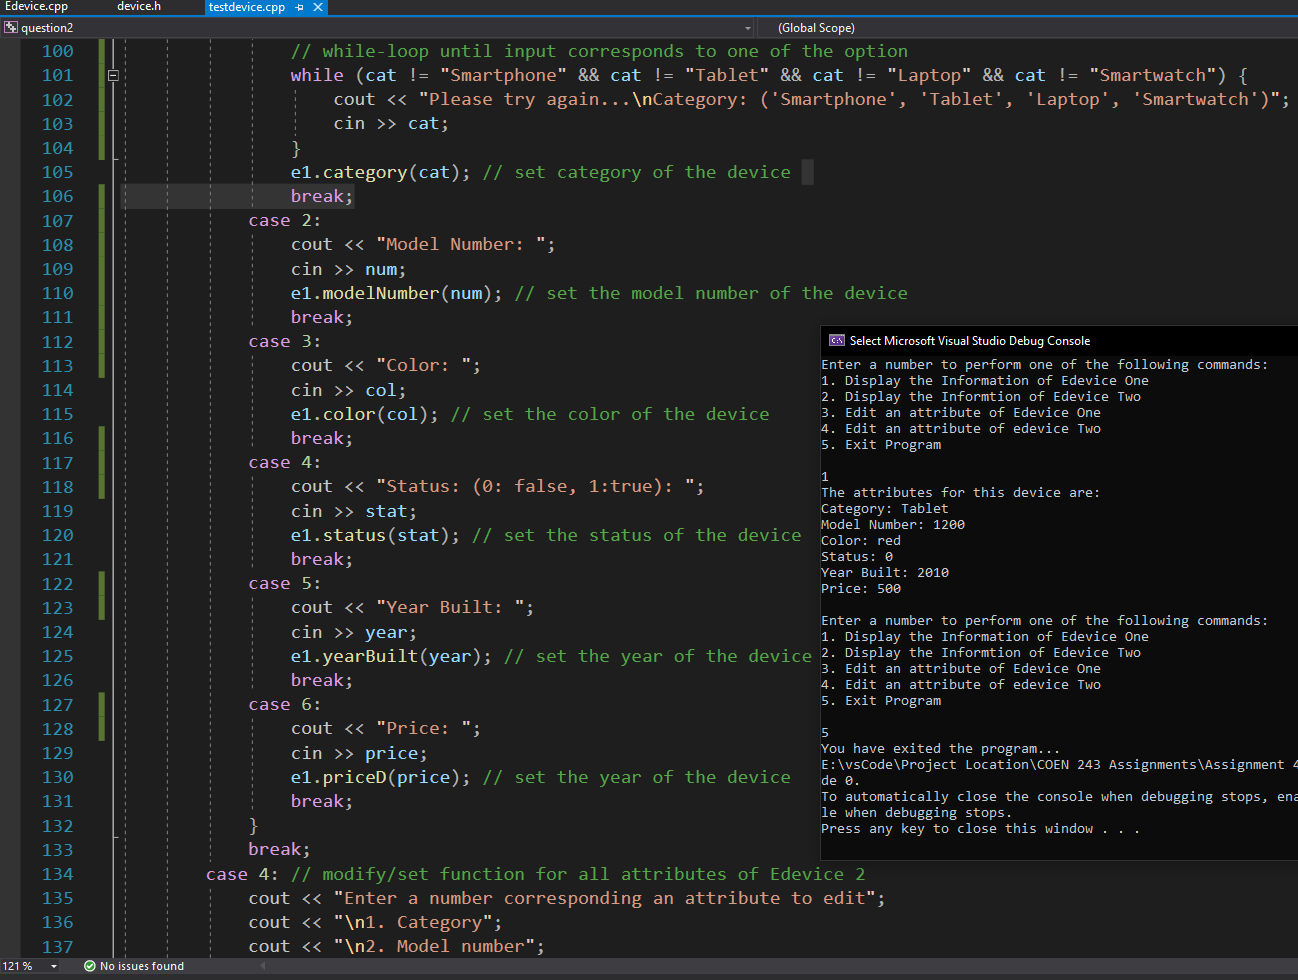 Edevice.cpp device.h testdevice.cpp
question2 (Global Scope)
100 // while-loop until input corresponds to one of the option
101 while (cat != "Smartphone" && cat != "Tablet" && cat != "Laptop" && cat != "Smartwatch") {
102 cout << "Please try again...\nCategory: ('Smartphone', 'Tablet', 'Laptop', 'Smartwatch')";
103 cin >> cat;
104 }
105 e1.category(cat); // set category of the device
106 break;
107 case 2:
108 cout << "Model Number: ";
109 cin >> num;
110 e1.modelNumber(num); // set the model number of the device
111 break;
112 case 3:
113 cout << "Color: ";
114 cin >> col;
115 e1.color(col); // set the color of the device
116 break;
117 case 4:
118 cout << "Status: (0: false, 1:true): ";
119 cin >> stat;
120 e1.status(stat); // set the status of the device
121 break;
122 case 5:
123 cout << "Year Built: ";
124 cin >> year;
125 e1.yearBuilt(year); // set the year of the device
126 break;
127 case 6:
128 cout << "Price: ";
129 cin >> price;
130 e1.priceD(price); // set the year of the device
131 break;
132 }
133 break;
134 case 4: // modify/set function for all attributes of Edevice 2
135 cout << "Enter a number corresponding an attribute to edit";
136 cout << "\n1. Category";
137 cout << "\n2. Model number";
Select Microsoft Visual Studio Debug Console
Enter a number to perform one of the following commands:
1. Display the Information of Edevice One
2. Display the Informtion of Edevice Two
3. Edit an attribute of Edevice One
4. Edit an attribute of edevice Two
5. Exit Program
1
The attributes for this device are:
Category: Tablet
Model Number: 1200
Color: red
Status: 0
Year Built: 2010
Price: 500
Enter a number to perform one of the following commands:
1. Display the Information of Edevice One
2. Display the Informtion of Edevice Two
3. Edit an attribute of Edevice One
4. Edit an attribute of edevice Two
5. Exit Program
5
You have exited the program...
E:\vsCode\Project Location\COEN 243 Assignments\Assignment 4
de 0.
To automatically close the console when debugging stops, ena
le when debugging stops.
Press any key to close this window . . .
121 % No issues found